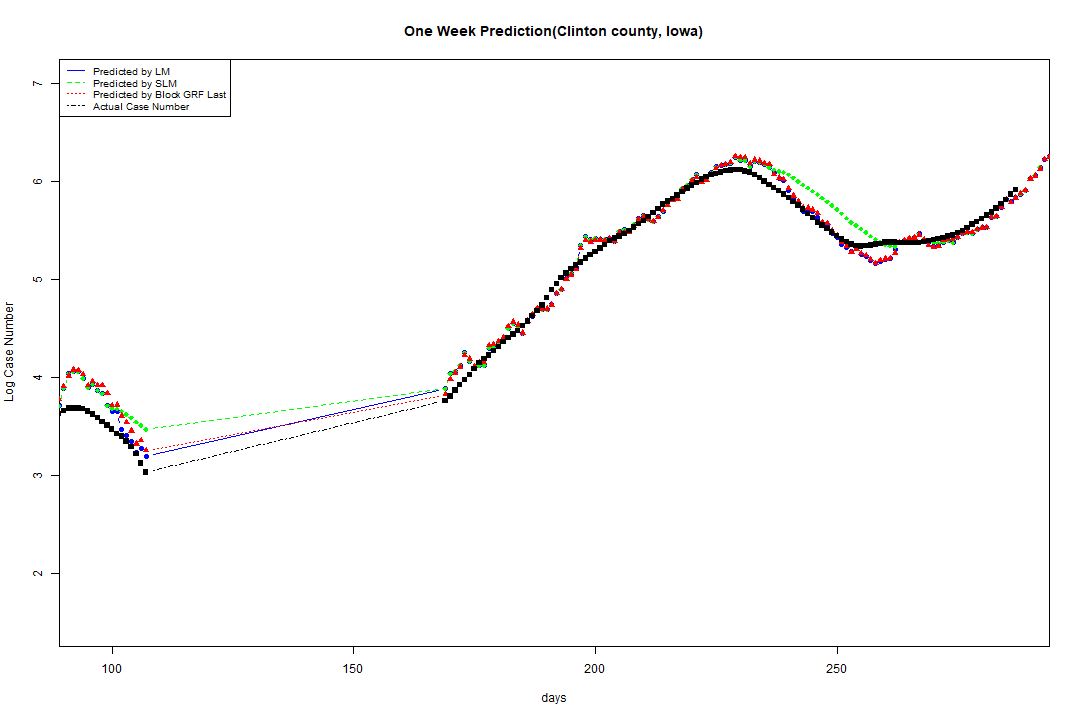 One Week Prediction(Clinton county, Iowa)
Predicted by LM
Predicted by SLM
Predicted by Block GRF Last
Actual Case Number
7
6
5
4
3
2
Log Case Number
100 150 200 250
days